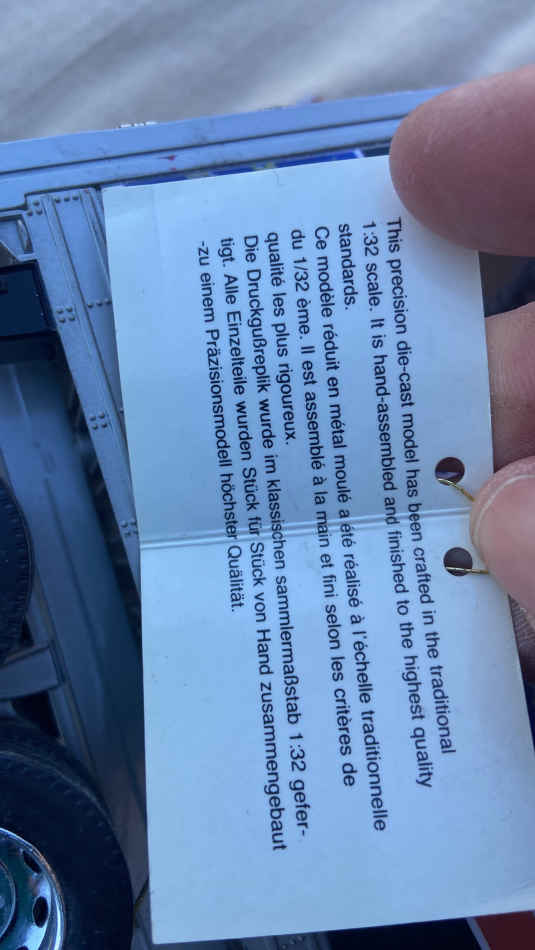 This precision die-cast model has been crafted in the traditional
1:32 scale. It is hand-assembled and finished to the highest quality
standards.
Ce modèle réduit en métal moulé a été réalisé à l'échelle traditionnelle
du 1/32 ème. Il est assemblé à la main et fini selon les critères de
qualité les plus rigoureux.
Die Druckgußreplik wurde im klassischen sammlermaßstab 1:32 gefer-
tigt. Alle Einzelteile wurden Stück für Stück von Hand zusammengebaut
-zu einem Präzisionsmodell höchster Quälität.